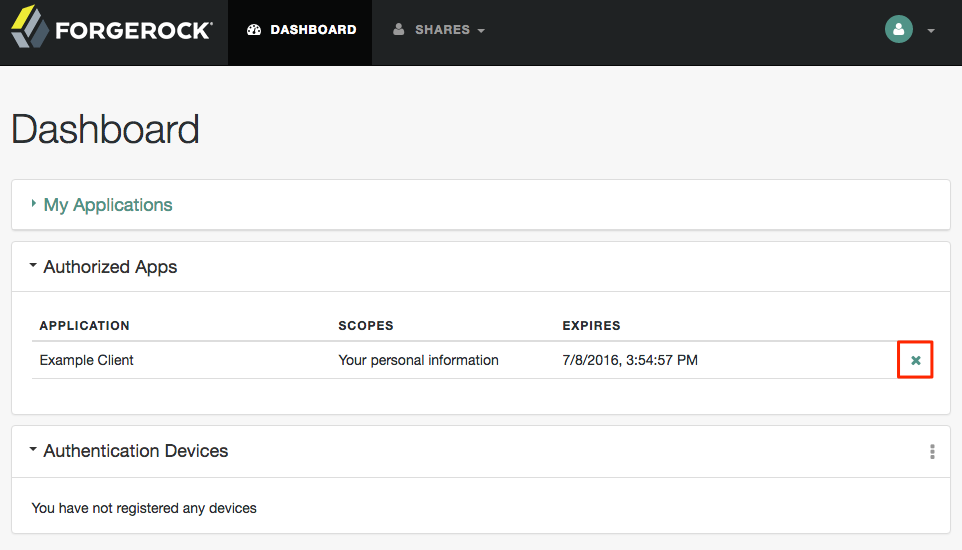 FORGEROCK DASHBOARD SHARES
Dashboard
My Applications
Authorized Apps
APPLICATION SCOPES EXPIRES
Example Client Your personal information 7/8/2016, 3:54:57 PM
Authentication Devices
You have not registered any devices